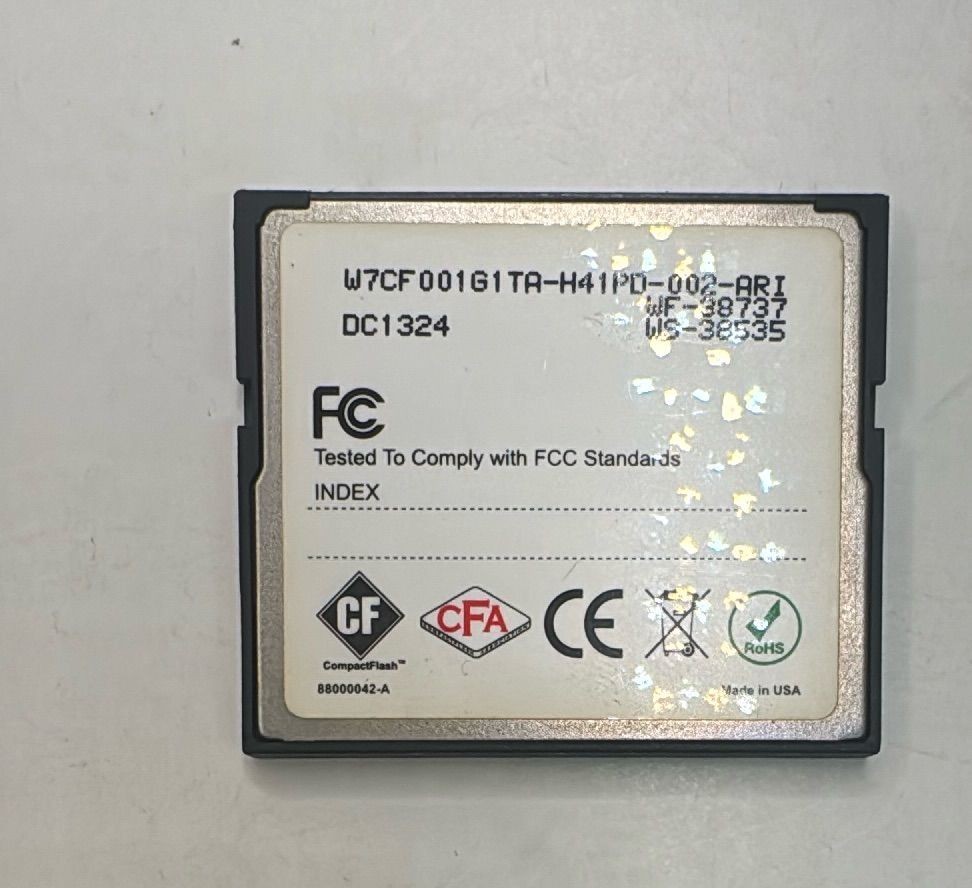 W7CF001G1TA-H41PD-002-ARI
WF-38737
DC1324
WS-38535
FC
Tested To Comply with FCC Standards
INDEX
CF
CFA
CE
RoHS
CompactFlash™
88000042-A
Made in USA